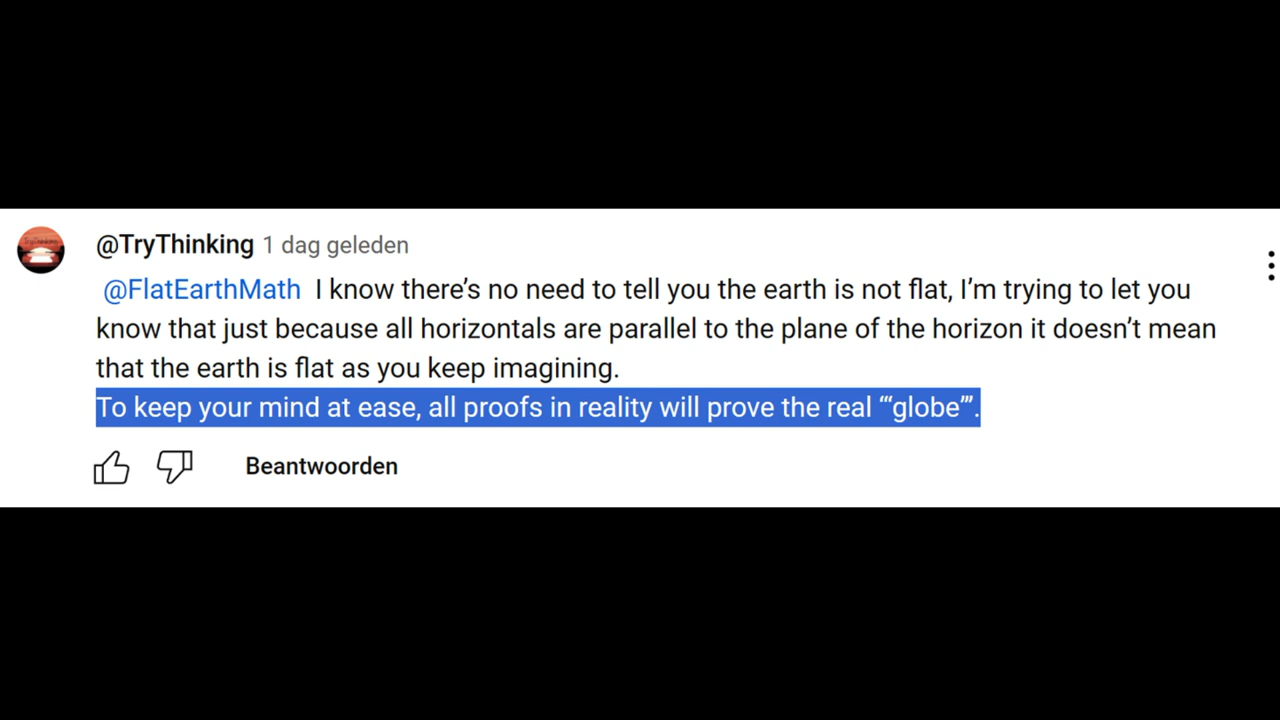 @TryThinking 1 dag geleden
@FlatEarthMath I know there’s no need to tell you the earth is not flat, I’m trying to let you
know that just because all horizontals are parallel to the plane of the horizon it doesn’t mean
that the earth is flat as you keep imagining.
To keep your mind at ease, all proofs in reality will prove the real “‘globe’”.
Beantwoorden